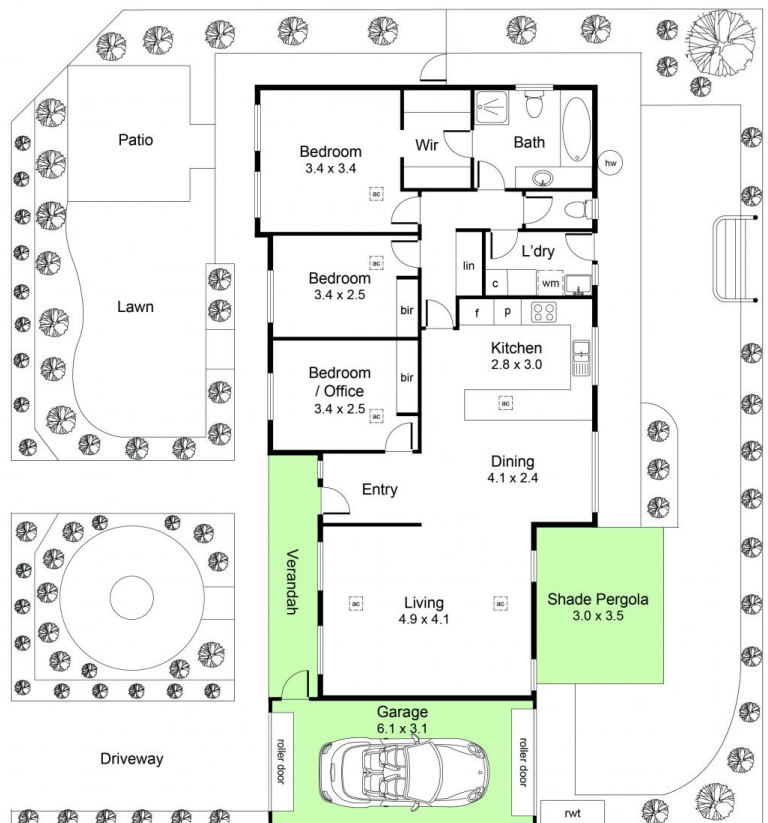 Patio
Bedroom
3.4 x 3.4
Wir
Bath
hw
ac
Bedroom
3.4 x 2.5
ac
bir
lin
L'dry
c
wm
Lawn
f
p
Kitchen
2.8 x 3.0
ac
Bedroom
/ Office
3.4 x 2.5
ac
bir
Dining
4.1 x 2.4
Entry
Verandah
ac
Living
4.9 x 4.1
ac
Shade Pergola
3.0 x 3.5
Garage
6.1 x 3.1
roller door
roller door
Driveway
rwt